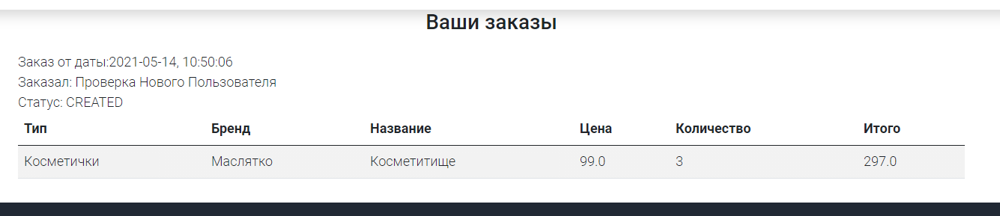 Ваши заказы
Заказ от даты:2021-05-14, 10:50:06
Заказал: Проверка Нового Пользователя
Статус: CREATED
Тип Бренд Название Цена Количество Итого
Косметички Маслятко Косметитище 99.0 3 297.0